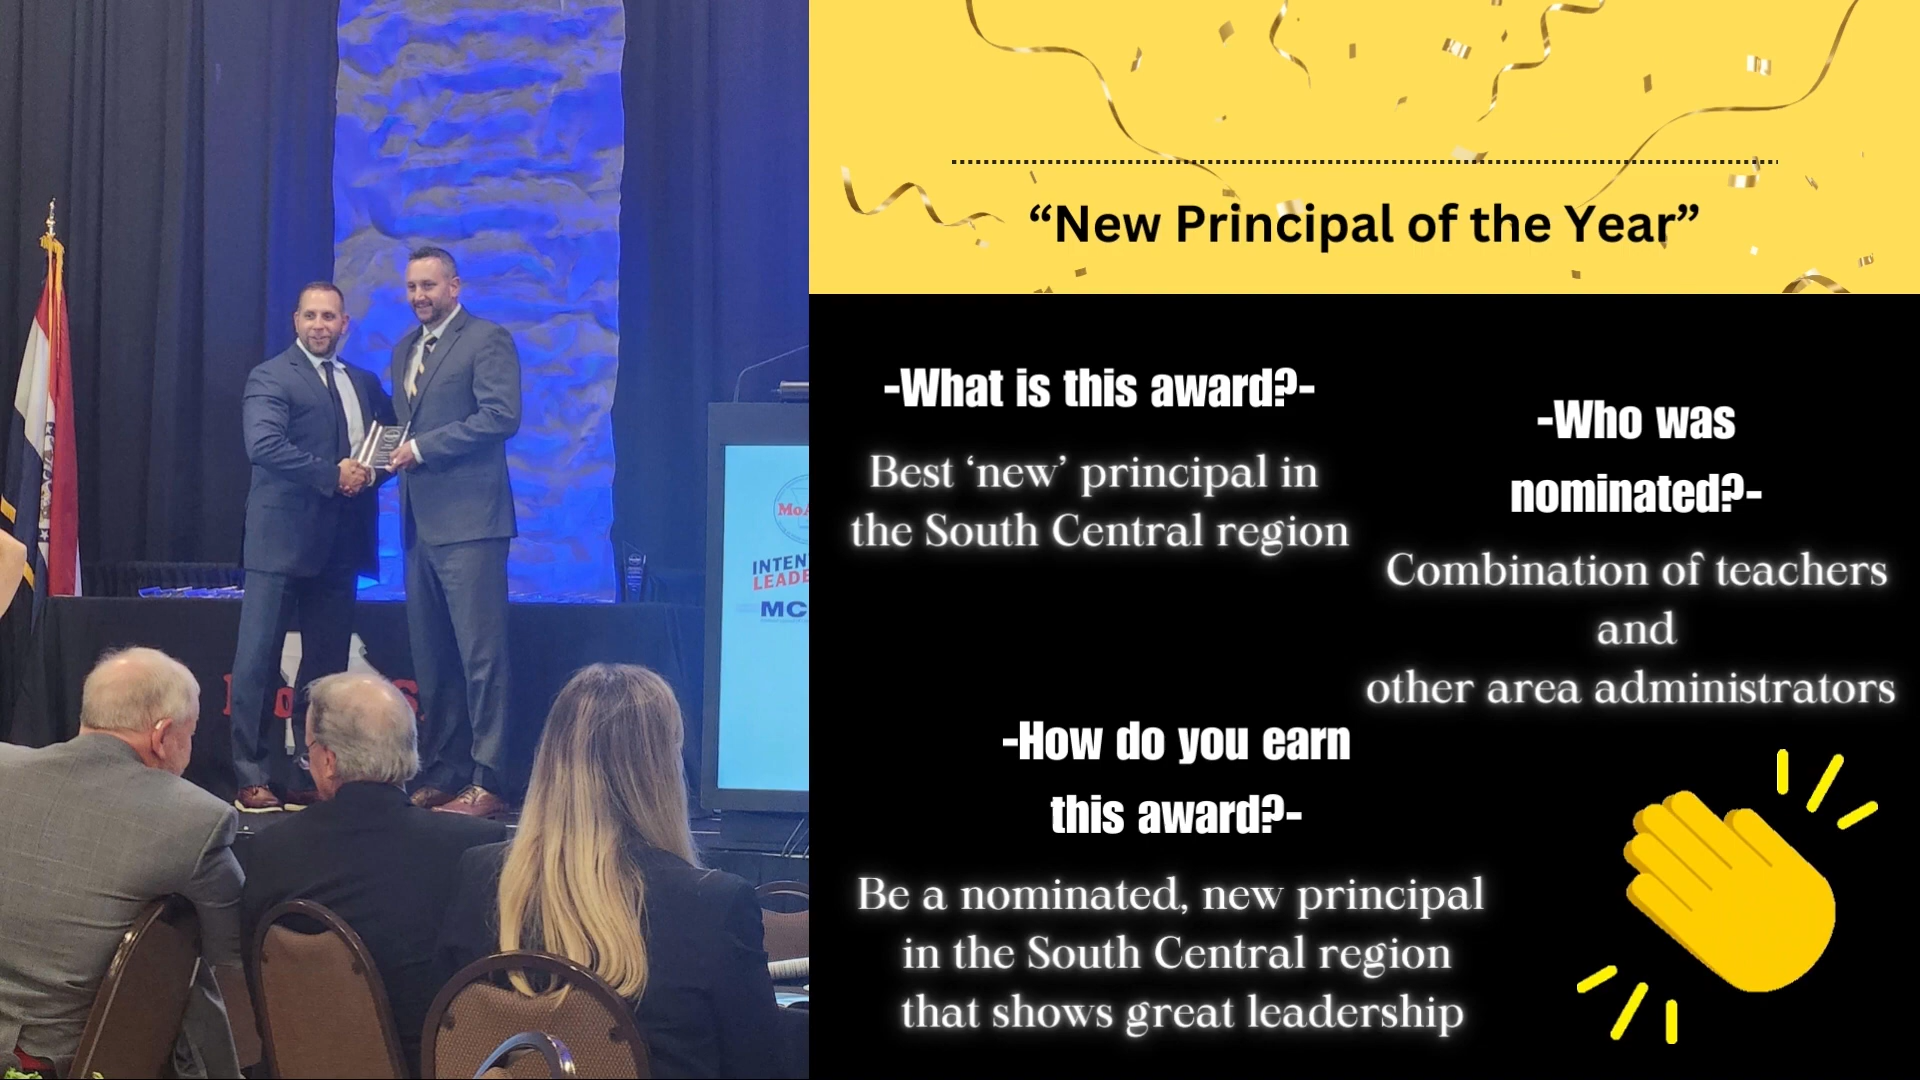 “New Principal of the Year”
-What is this award?-
Best ‘new’ principal in
the South Central region
-Who was
nominated?-
Combination of teachers
and
other area administrators
-How do you earn
this award?-
Be a nominated, new principal
in the South Central region
that shows great leadership